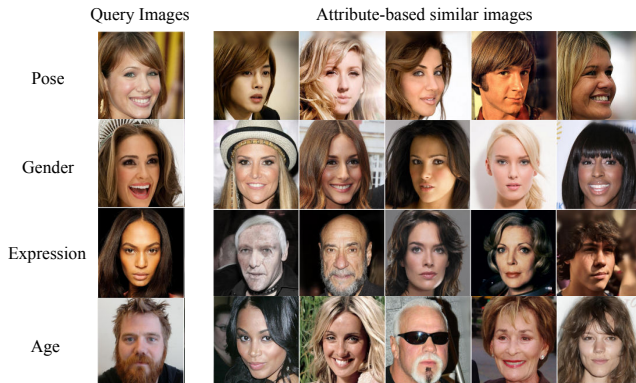 Query Images
Attribute-based similar images
Pose
Gender
Expression
Age